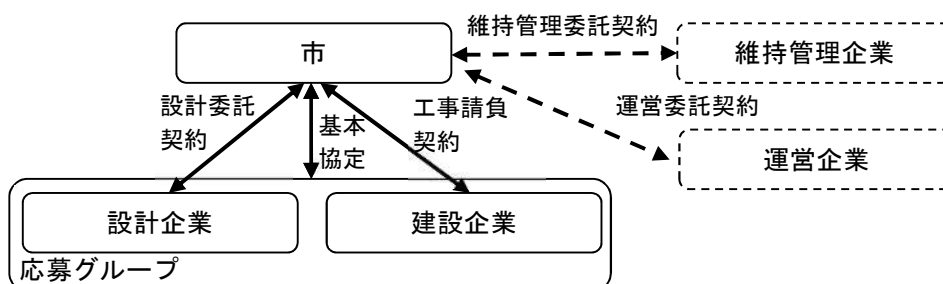 維持管理委託契約
市
維持管理企業
設計委託
契約
基本
協定
工事請負
契約
運営委託契約
運営企業
設計企業
建設企業
応募グループ